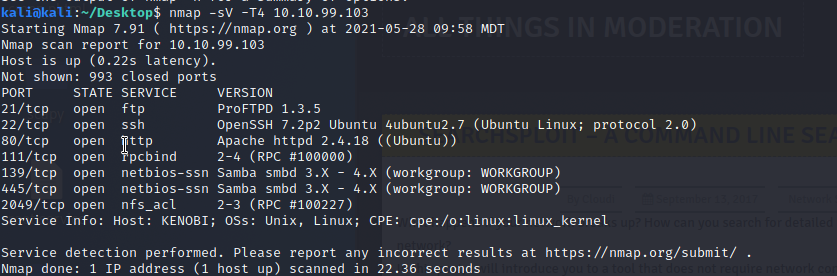 kali@kali:~/Desktop$ nmap -sV -T4 10.10.99.103
Starting Nmap 7.91 ( https://nmap.org ) at 2021-05-28 09:58 MDT
Nmap scan report for 10.10.99.103
Host is up (0.22s latency).
Not shown: 993 closed ports
PORT STATE SERVICE VERSION
21/tcp open ftp ProFTPD 1.3.5
22/tcp open ssh OpenSSH 7.2p2 Ubuntu 4ubuntu2.7 (Ubuntu Linux; protocol 2.0)
80/tcp open http Apache httpd 2.4.18 ((Ubuntu))
111/tcp open rpcbind 2-4 (RPC #100000)
139/tcp open netbios-ssn Samba smbd 3.X - 4.X (workgroup: WORKGROUP)
445/tcp open netbios-ssn Samba smbd 3.X - 4.X (workgroup: WORKGROUP)
2049/tcp open nfs_acl 2-3 (RPC #100227)
Service Info: Host: KENOBI; OSs: Unix, Linux; CPE: cpe:/o:linux:linux_kernel
Service detection performed. Please report any incorrect results at https://nmap.org/submit/ .
Nmap done: 1 IP address (1 host up) scanned in 22.36 seconds
ALL THINGS IN MODERATION
A COMMAND LINE SEA